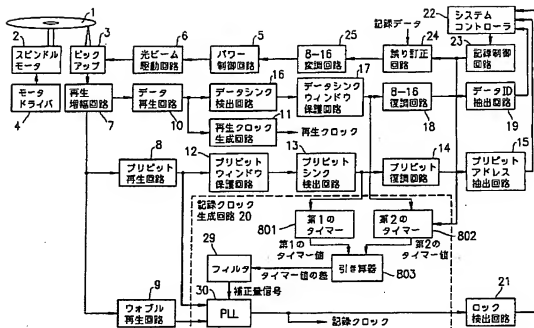 1
2
スピンドル
モータ
3
ピック
アップ
6
光ビーム
駆動回路
5
パワー
制御回路
25
8-16
変調回路
記録データ
24
誤り訂正
回路
22
システム
コントローラ
23
記録制御
回路
4
モータ
ドライバ
7
再生
増幅回路
10
データ
再生回路
16
データシンク
検出回路
17
データシンク
ウィンドウ
保護回路
18
8-16
復調回路
19
データID
抽出回路
11
再生クロック
生成回路
再生クロック
8
プリピット
再生回路
12
プリピット
ウィンドウ
保護回路
13
プリピット
シンク
検出回路
14
プリピット
復調回路
15
プリピット
アドレス
抽出回路
記録クロック
生成回路 20
801
第1の
タイマー
第2の
タイマー
802
第1の
タイマー値
第2の
タイマー値
引き算器
803
タイマー値の差
29
フィルタ
補正量信号
30
PLL
9
ウォブル
再生回路
記録クロック
21
ロック
検出回路